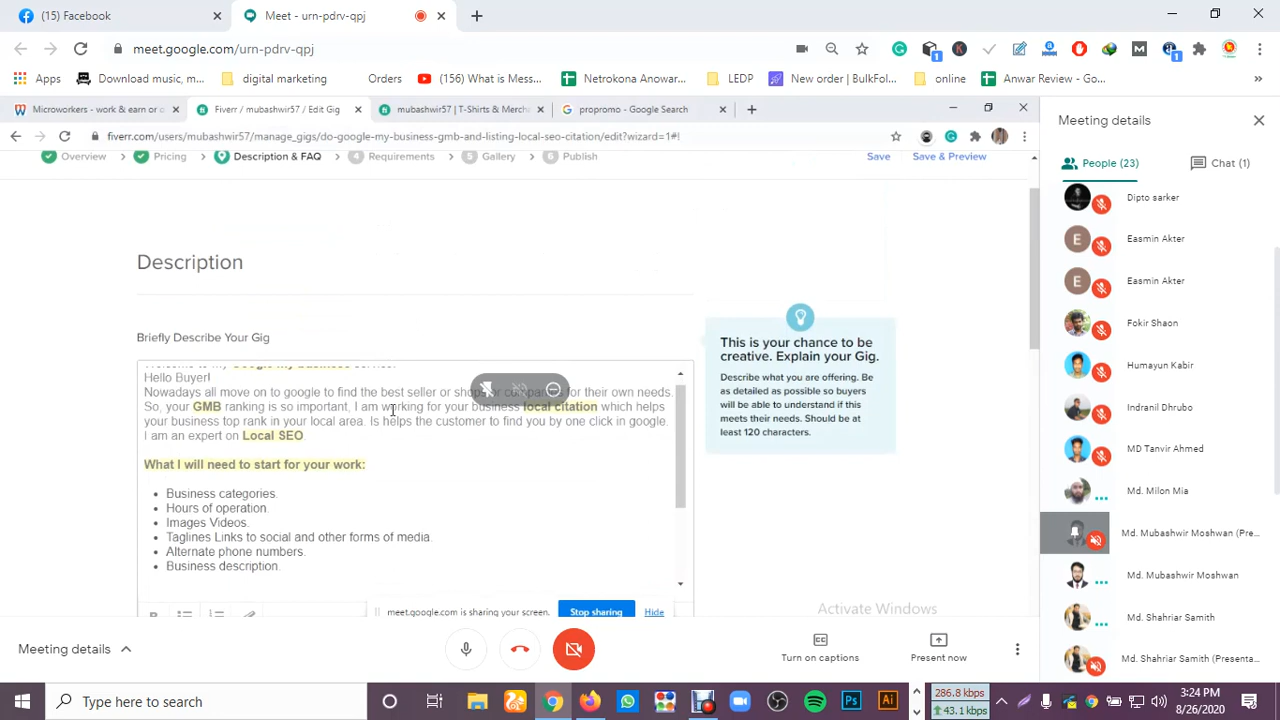 (15) Facebook
Meet - urn-pdrv-qpj
meet.google.com/urn-pdrv-qpj
Apps
Download music, m...
digital marketing
Orders
(156) What is Mess...
Netrokona Anowar...
LEDP
New order | BulkFol...
online
Anwar Review - Go...
Microworkers - work & earn or o
Fiverr / mubashwir57 / Edit Gig
mubashwir57 | T-Shirts & Merch
propromo - Google Search
fiverr.com/users/mubashwir57/manage_gigs/do-google-my-business-gmb-and-listing-local-seo-citation/edit?wizard=1#!
Overview
Pricing
Description & FAQ
4 Requirements
5 Gallery
6 Publish
Save
Save & Preview
Description
Briefly Describe Your Gig
Hello Buyer!
Nowadays all move on to google to find the best seller or shop for their own needs.
So, your GMB ranking is so important, I am working for your business local citation which helps
your business top rank in your local area. Is helps the customer to find you by one click in google.
I am an expert on Local SEO.
What I will need to start for your work:
• Business categories.
• Hours of operation.
• Images Videos.
• Taglines Links to social and other forms of media.
• Alternate phone numbers.
• Business description.
This is your chance to be
creative. Explain your Gig.
Describe what you are offering. Be
as detailed as possible so buyers
will be able to understand if this
meets their needs. Should be at
least 120 characters.
meet.google.com is sharing your screen.
Stop sharing
Hide
Activate Windows
Meeting details
People (23)
Chat (1)
Dipto sarker
Easmin Akter
Easmin Akter
Fokir Shaon
Humayun Kabir
Indranil Dhrubo
MD Tanvir Ahmed
Md. Milon Mia
Md. Mubashwir Moshwan (Pre...
Md. Mubashwir Moshwan
Md. Shahriar Samith
Md. Shahriar Samith (Presenta...
Meeting details
Turn on captions
Present now
Type here to search
286.8 kbps
43.1 kbps
3:24 PM
8/26/2020